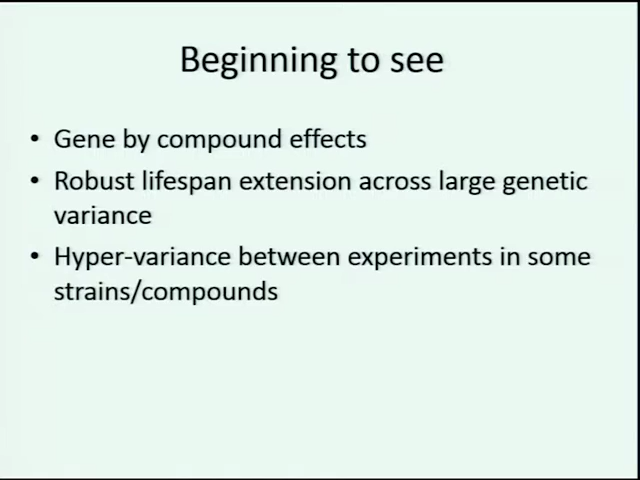 Beginning to see
• Gene by compound effects
• Robust lifespan extension across large genetic
variance
• Hyper-variance between experiments in some
strains/compounds